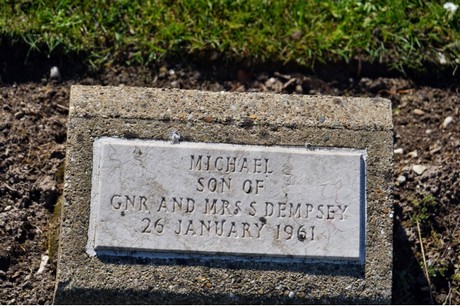 MICHAEL
SON OF
GNR AND MRS S DEMPSEY
26 JANUARY 1961